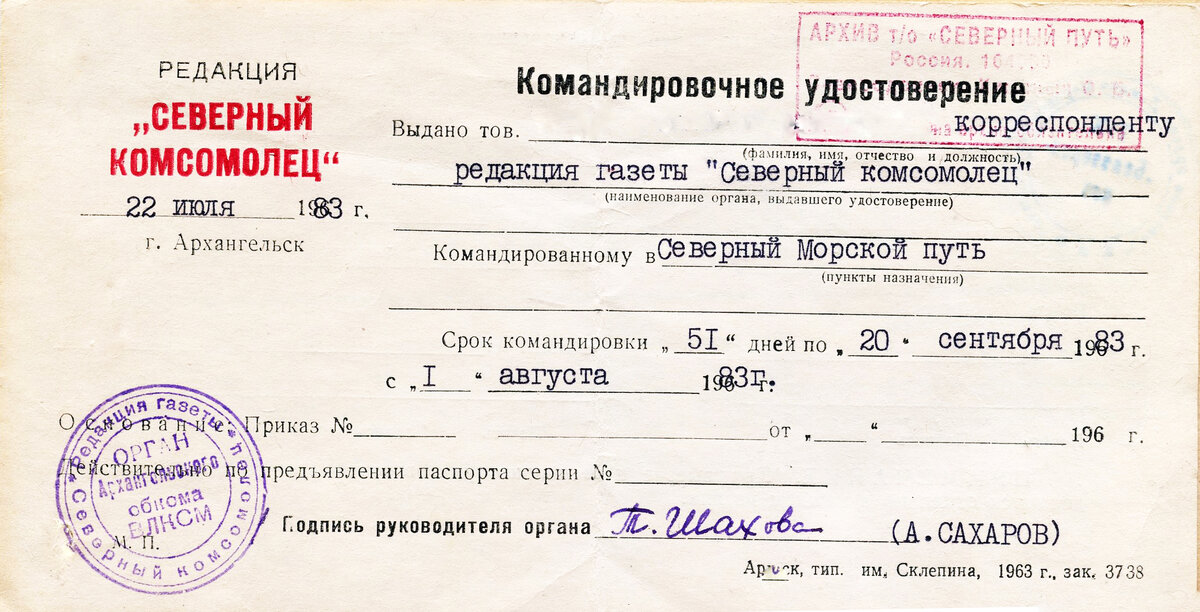 АРХИВ т/о «СЕВЕРНЫЙ ПУТЬ»
Россия.
РЕДАКЦИЯ
„СЕВЕРНЫЙ
КОМСОМОЛЕЦ“
22 июля 1983 г.
г. Архангельск
Командировочное удостоверение
Выдано тов. корреспонденту
(фамилия, имя, отчество и должность)
редакция газеты "Северный комсомолец"
(наименование органа, выдавшего удостоверение)
Командированному в Северный Морской путь
(пункты назначения)
Срок командировки „ 5I “ дней по „ 20 “ сентября 1983 г.
с „ I “ августа 1983г.
Основание: Приказ № от „ “ 196 г.
Действительно по предъявлении паспорта серии №
Подпись руководителя органа Т. Шахова (А.САХАРОВ)
М. П.
Редакция газеты "Северный комсомолец"
ОРГАН
Архангельского
обкома
ВЛКСМ
тип. им. Склепина, 1963 г., зак. 3738